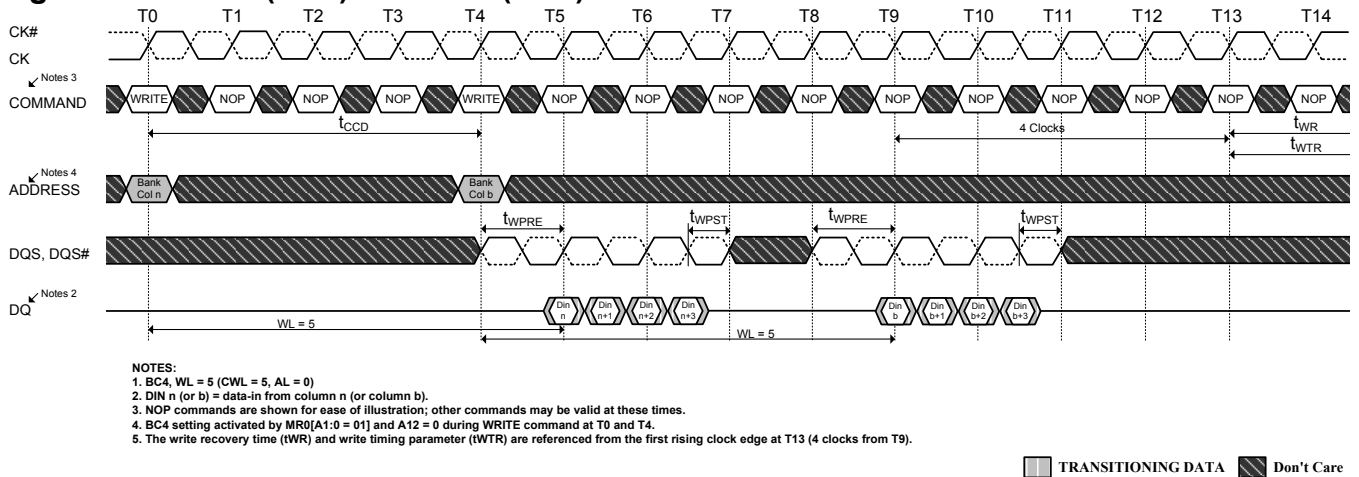 T0 T1 T2 T3 T4 T5 T6 T7 T8 T9 T10 T11 T12 T13 T14
CK#
CK
Notes 3
COMMAND WRITE NOP NOP NOP WRITE NOP NOP NOP NOP NOP NOP NOP NOP NOP NOP
tCCD 4 Clocks tWR
tWTR
Notes 4
ADDRESS Bank Col n Bank Col b
tWPRE tWPST tWPRE tWPST
DQS, DQS#
Notes 2
DQ Din n Din n+1 Din n+2 Din n+3 Din b Din b+1 Din b+2 Din b+3
WL = 5 WL = 5
NOTES:
1. BC4, WL = 5 (CWL = 5, AL = 0)
2. DIN n (or b) = data-in from column n (or column b).
3. NOP commands are shown for ease of illustration; other commands may be valid at these times.
4. BC4 setting activated by MR0[A1:0 = 01] and A12 = 0 during WRITE command at T0 and T4.
5. The write recovery time (tWR) and write timing parameter (tWTR) are referenced from the first rising clock edge at T13 (4 clocks from T9).
TRANSITIONING DATA Don't Care